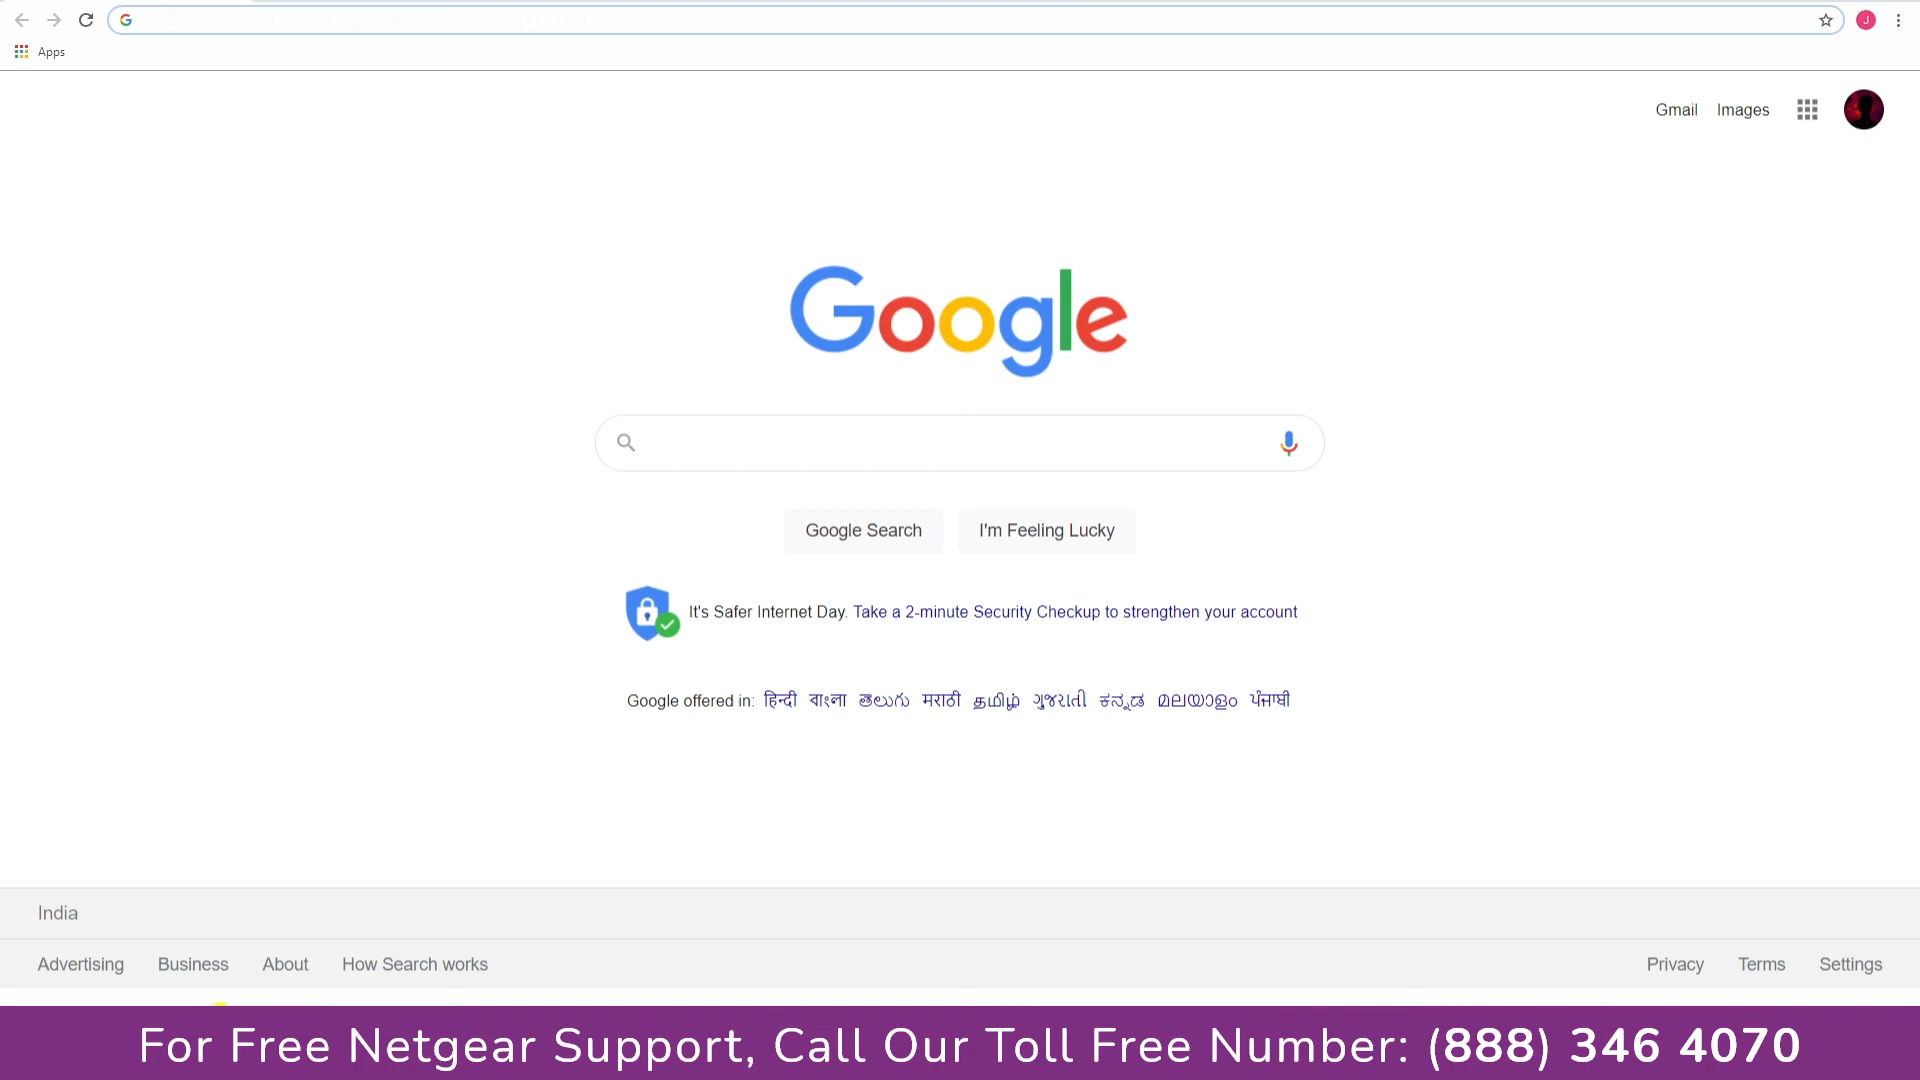 Apps
Gmail Images
Google
Google Search I'm Feeling Lucky
It's Safer Internet Day. Take a 2-minute Security Checkup to strengthen your account
Google offered in: हिन्दी বাংলা తెలుగు मराठी தமிழ் ગુજરાતી ಕನ್ನಡ മലയാളം ਪੰਜਾਬੀ
India
Advertising Business About How Search works Privacy Terms Settings
For Free Netgear Support, Call Our Toll Free Number: (888) 346 4070